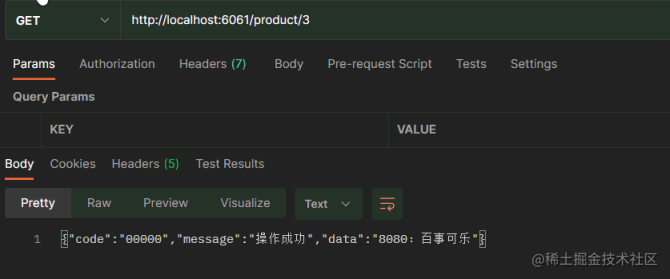 GET http://localhost:6061/product/3
Params Authorization Headers (7) Body Pre-request Script Tests Settings
Query Params
KEY VALUE
Body Cookies Headers (5) Test Results
Pretty Raw Preview Visualize Text
1 {"code":"00000","message":"操作成功","data":"8080：百事可乐"}
@稀土掘金技术社区